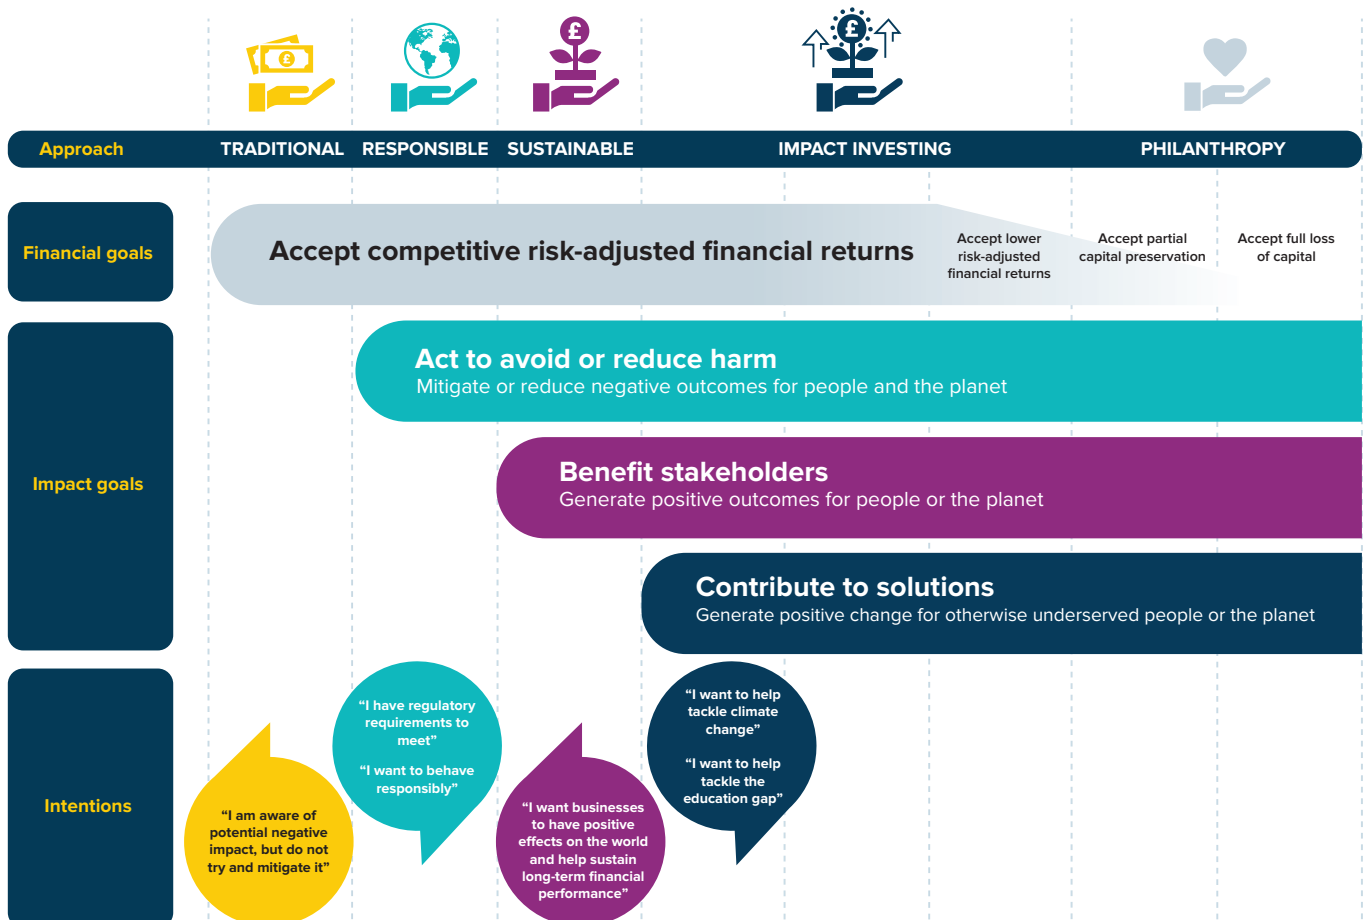 £
£
£
Approach
TRADITIONAL
RESPONSIBLE
SUSTAINABLE
IMPACT INVESTING
PHILANTHROPY
Financial goals
Accept competitive risk-adjusted financial returns
Accept lower
risk-adjusted
financial returns
Accept partial
capital preservation
Accept full loss
of capital
Impact goals
Act to avoid or reduce harm
Mitigate or reduce negative outcomes for people and the planet
Benefit stakeholders
Generate positive outcomes for people or the planet
Contribute to solutions
Generate positive change for otherwise underserved people or the planet
Intentions
“I am aware of
potential negative
impact, but do not
try and mitigate it”
“I have regulatory
requirements to
meet”
“I want to behave
responsibly”
“I want businesses
to have positive
effects on the world
and help sustain
long-term financial
performance”
“I want to help
tackle climate
change”
“I want to help
tackle the
education gap”